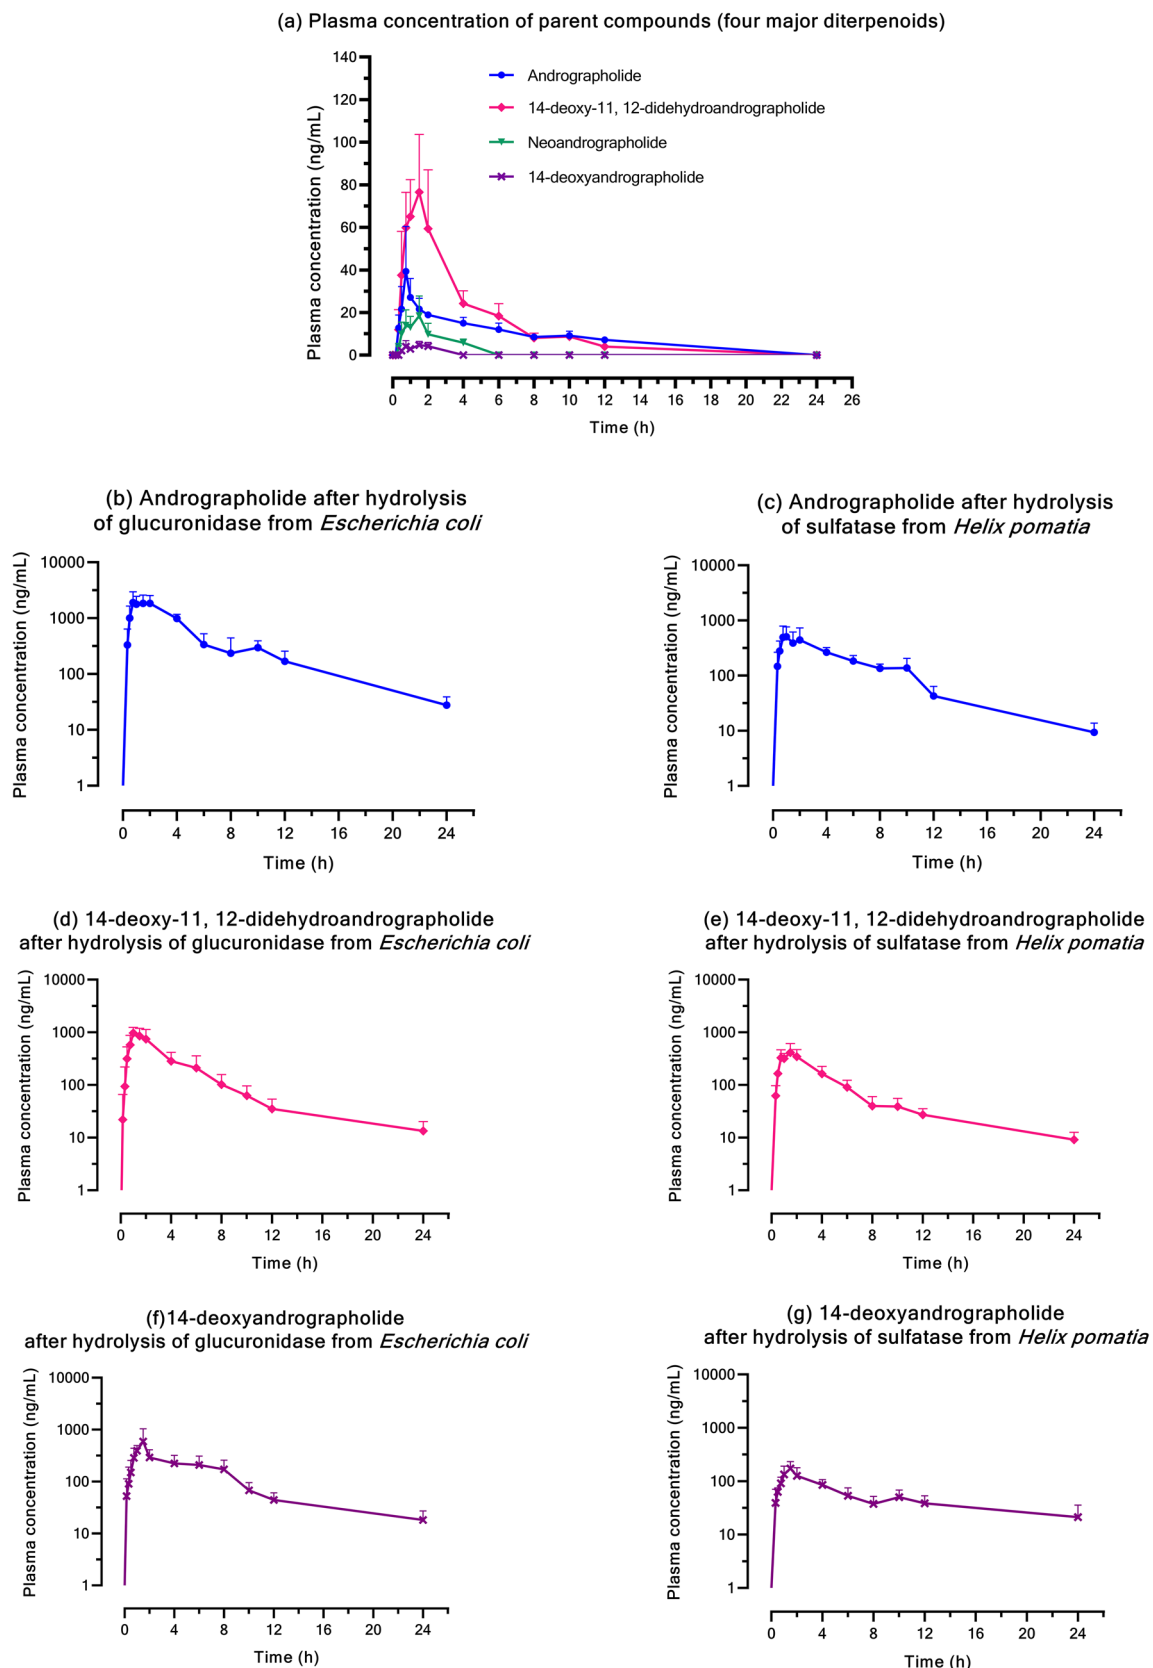 (a) Plasma concentration of parent compounds (four major diterpenoids)
Plasma concentration (ng/mL)
140
120
100
80
60
40
20
0
Andrographolide
14-deoxy-11, 12-didehydroandrographolide
Neoandrographolide
14-deoxyandrographolide
0 2 4 6 8 10 12 14 16 18 20 22 24 26
Time (h)
(b) Andrographolide after hydrolysis
of glucuronidase from Escherichia coli
Plasma concentration (ng/mL)
10000
1000
100
10
1
0 4 8 12 16 20 24
Time (h)
(c) Andrographolide after hydrolysis
of sulfatase from Helix pomatia
Plasma concentration (ng/mL)
10000
1000
100
10
1
0 4 8 12 16 20 24
Time (h)
(d) 14-deoxy-11, 12-didehydroandrographolide
after hydrolysis of glucuronidase from Escherichia coli
Plasma concentration (ng/mL)
10000
1000
100
10
1
0 4 8 12 16 20 24
Time (h)
(e) 14-deoxy-11, 12-didehydroandrographolide
after hydrolysis of sulfatase from Helix pomatia
Plasma concentration (ng/mL)
10000
1000
100
10
1
0 4 8 12 16 20 24
Time (h)
(f)14-deoxyandrographolide
after hydrolysis of glucuronidase from Escherichia coli
Plasma concentration (ng/mL)
10000
1000
100
10
1
0 4 8 12 16 20 24
Time (h)
(g) 14-deoxyandrographolide
after hydrolysis of sulfatase from Helix pomatia
Plasma concentration (ng/mL)
10000
1000
100
10
1
0 4 8 12 16 20 24
Time (h)